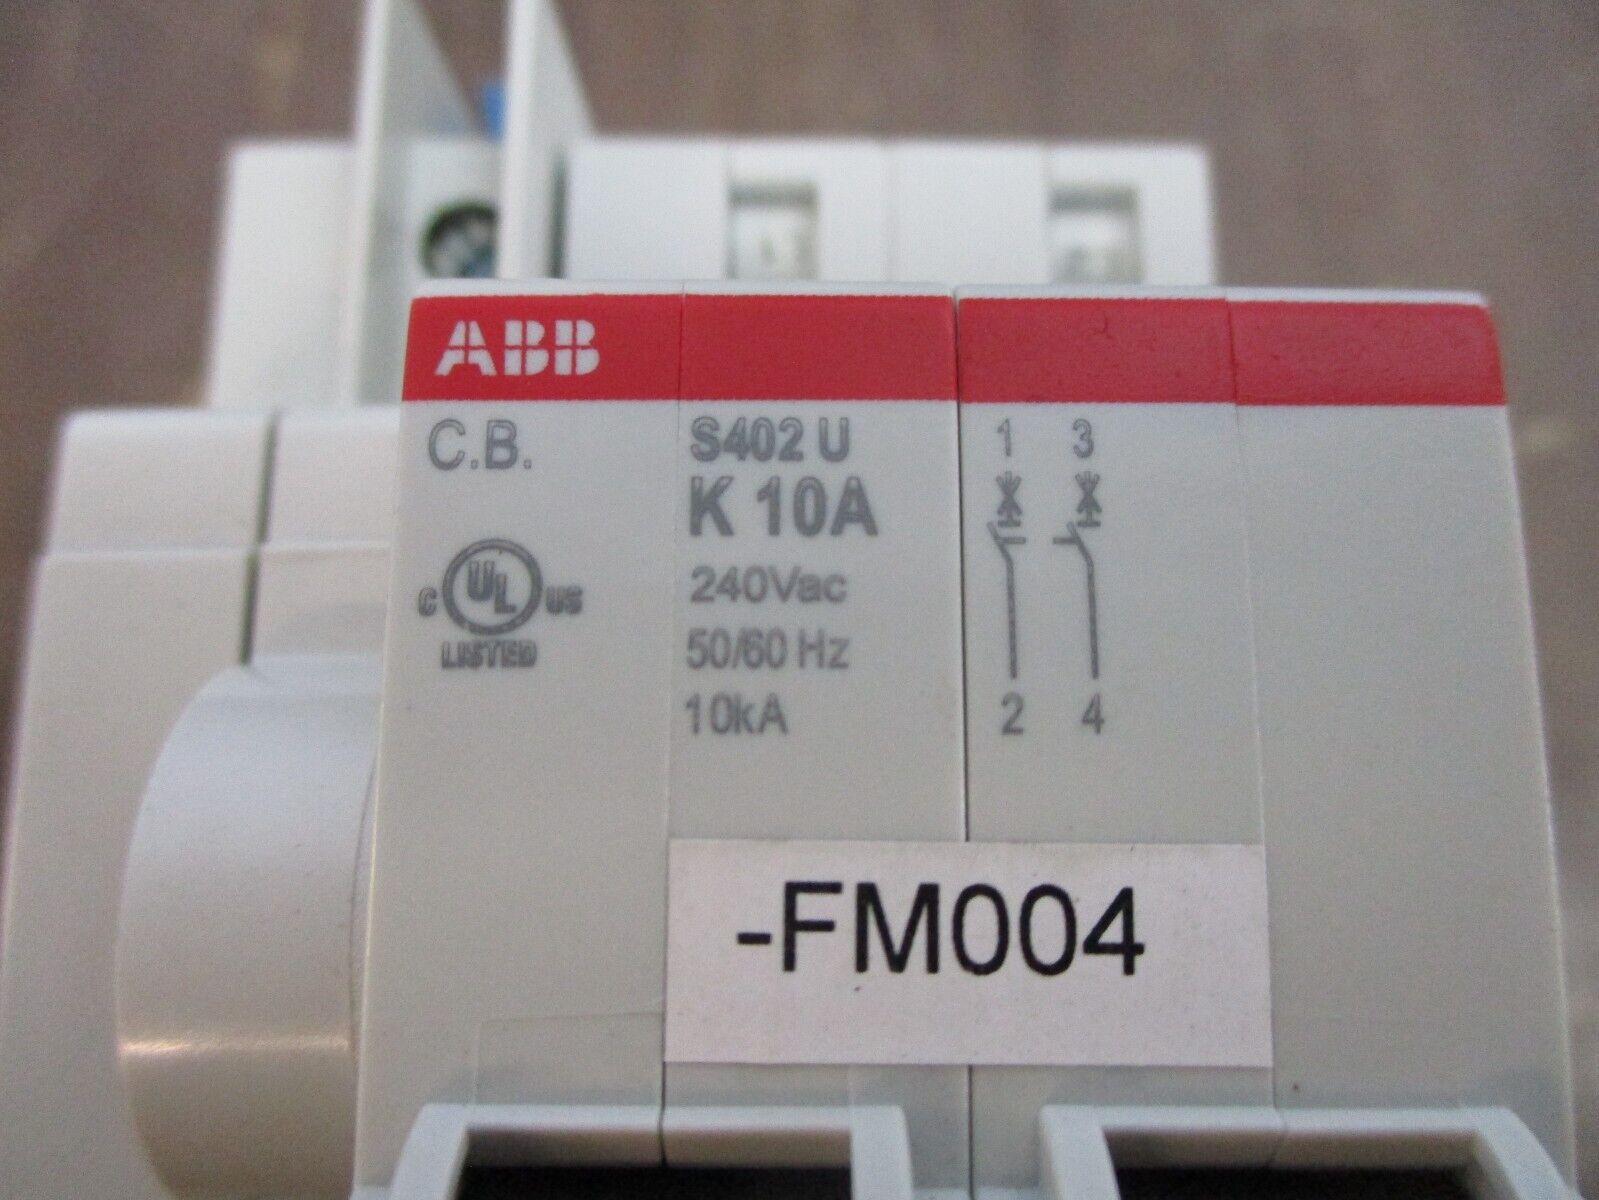 ABB
C.B.
C UL US
LISTED
S402 U
K 10A
240Vac
50/60 Hz
10kA
1 3
2 4
-FM004